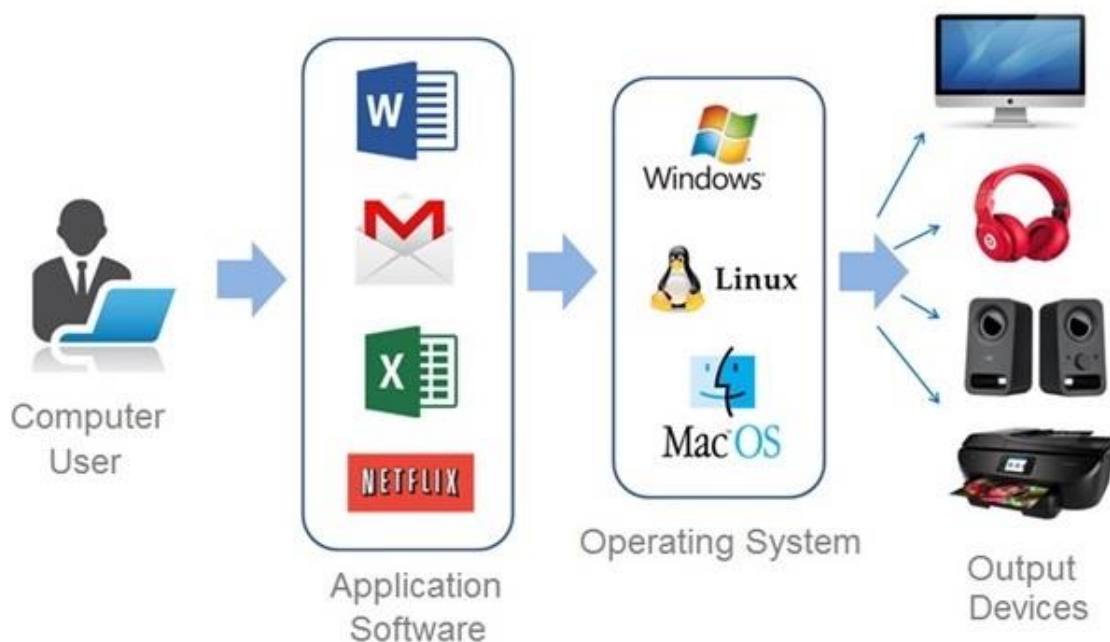 Computer
User
W
X
NETFLIX
Application
Software
Windows
Linux
Mac OS
Operating System
Output
Devices